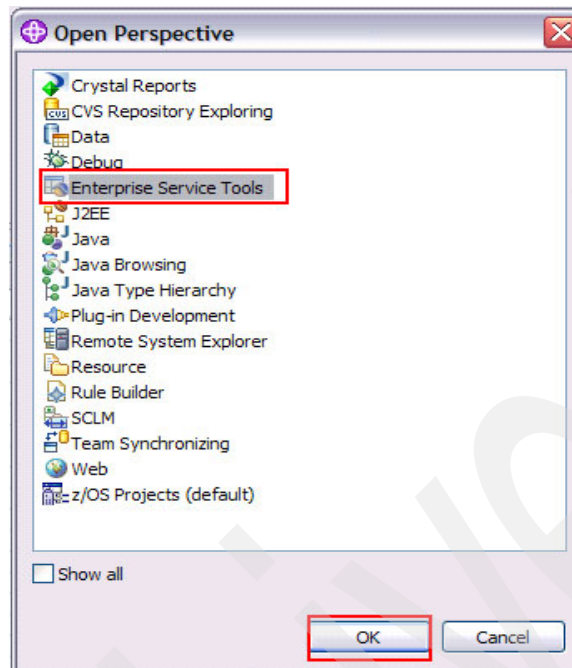 Open Perspective
Crystal Reports
CVS Repository Exploring
Data
Debug
Enterprise Service Tools
J2EE
Java
Java Browsing
Java Type Hierarchy
Plug-in Development
Remote System Explorer
Resource
Rule Builder
SCLM
Team Synchronizing
Web
z/OS Projects (default)
Show all
OK Cancel